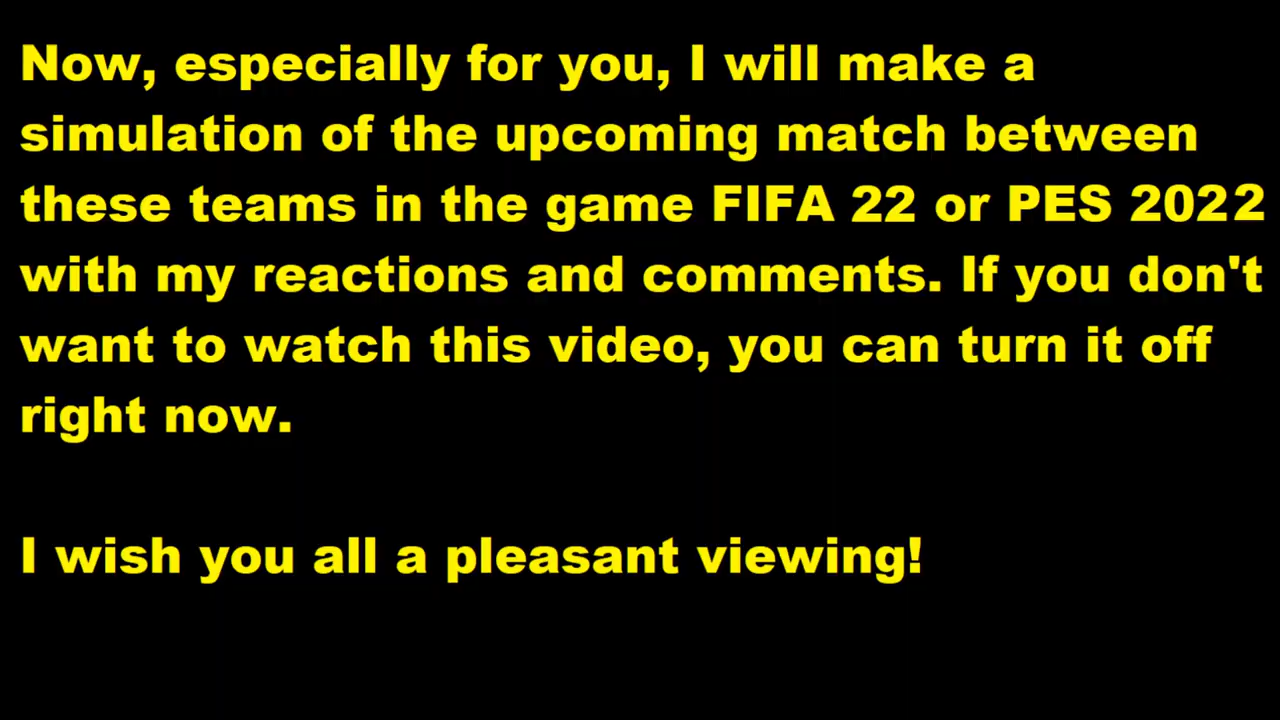 Now, especially for you, I will make a
simulation of the upcoming match between
these teams in the game FIFA 22 or PES 2022
with my reactions and comments. If you don't
want to watch this video, you can turn it off
right now.
I wish you all a pleasant viewing!